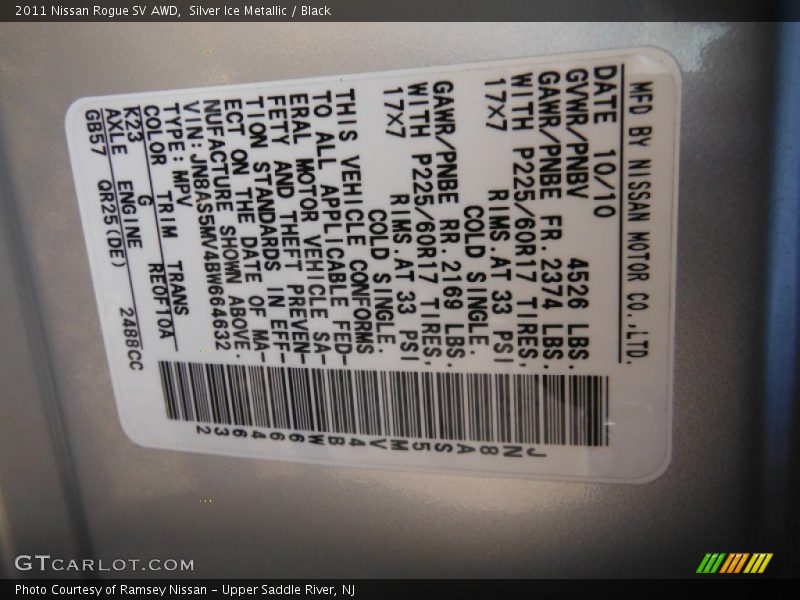 2011 Nissan Rogue SV AWD, Silver Ice Metallic / Black
MFD BY NISSAN MOTOR CO.,LTD.
DATE 10/10
GVWR/PNBV 4526 LBS.
GAWR/PNBE FR. 2374 LBS.
WITH P225/60R17 TIRES,
17X7 RIMS.AT 33 PSI
COLD SINGLE.
GAWR/PNBE RR. 2169 LBS.
WITH P225/60R17 TIRES,
17X7 RIMS.AT 33 PSI
COLD SINGLE.
THIS VEHICLE CONFORMS
TO ALL APPLICABLE FED-
ERAL MOTOR VEHICLE SA-
FETY AND THEFT PREVEN-
TION STANDARDS IN EFF-
ECT ON THE DATE OF MA-
NUFACTURE SHOWN ABOVE.
VIN: JN8AS5MV4BW664632
TYPE: MPV
COLOR TRIM TRANS
K23 G RE0F10A
AXLE ENGINE
GB57 QR25(DE) 2488CC
JN8AS5MV4BW664632
GTCARLOT.COM
Photo Courtesy of Ramsey Nissan - Upper Saddle River, NJ